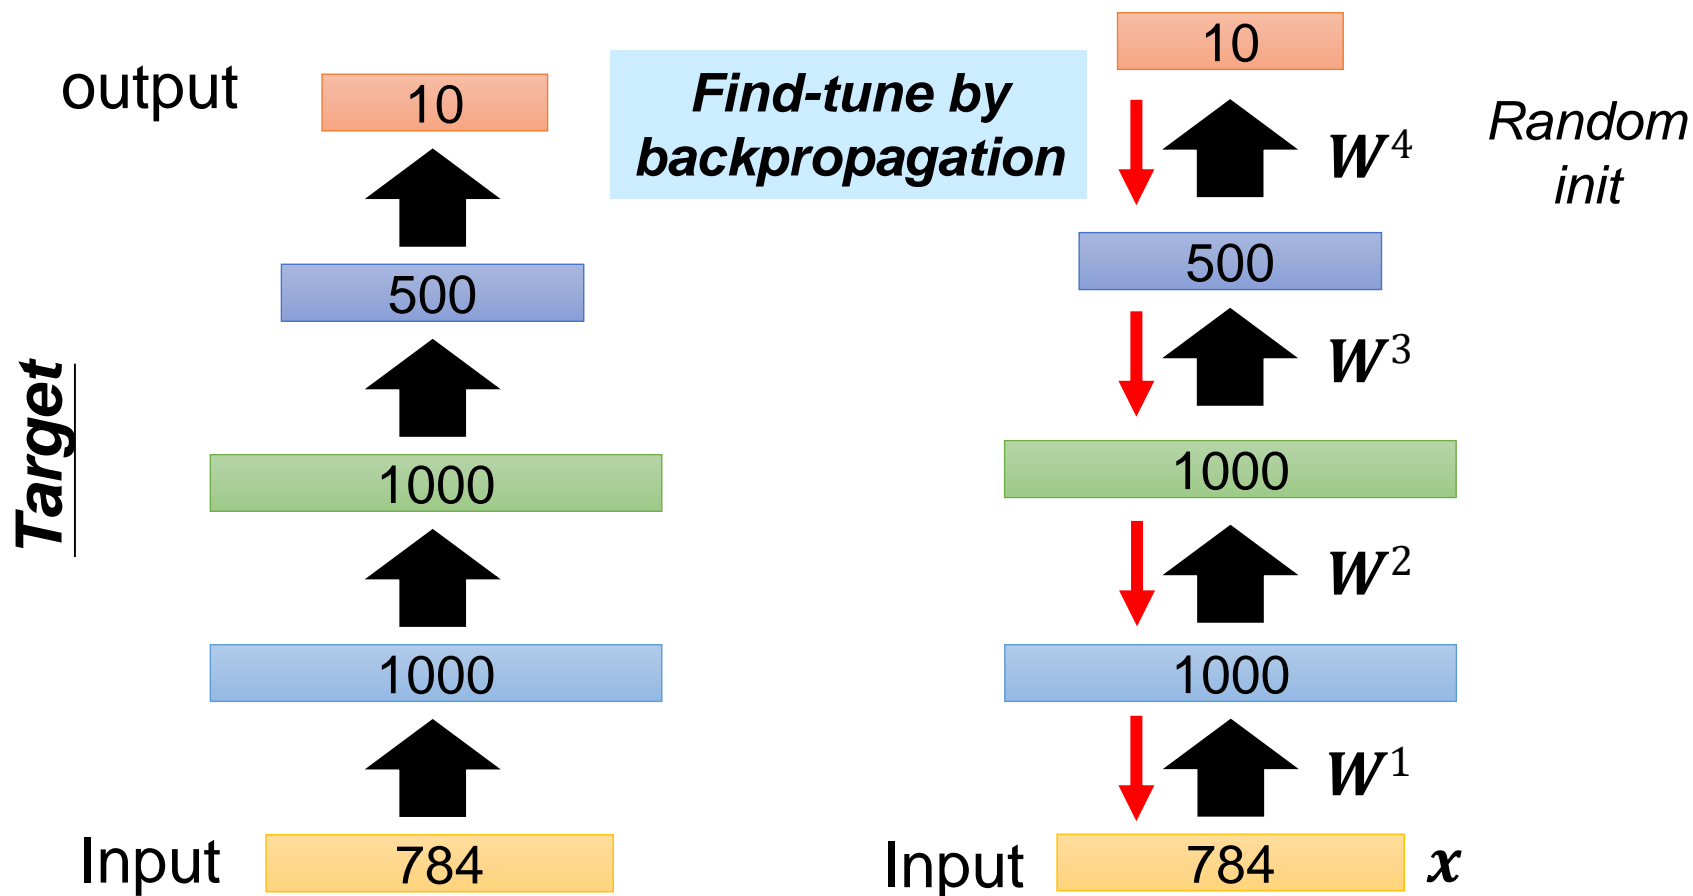 output
10
500
Target
1000
1000
Input
784
Find-tune by
backpropagation
10
W⁴
Random
init
500
W³
1000
W²
1000
W¹
Input
784
x